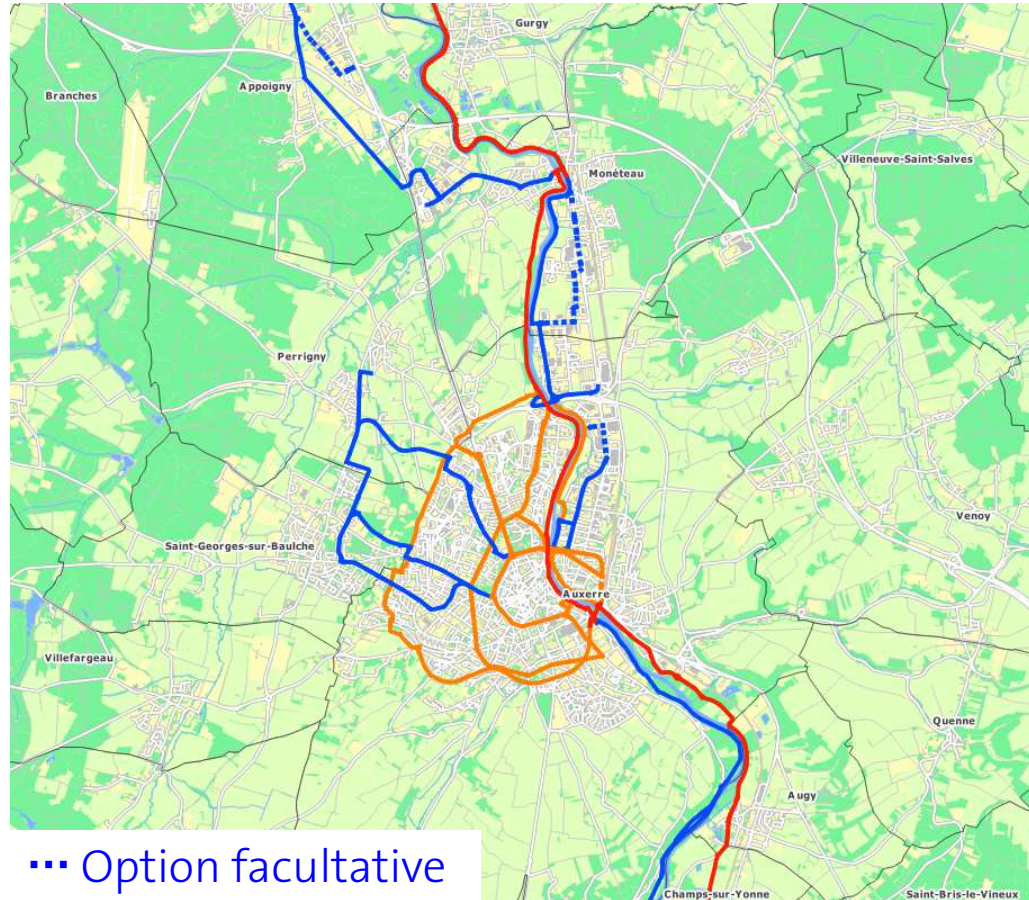 Gurgy
Appoigny
Branches
Villeneuve-Saint-Salves
Monéteau
Perrigny
Venoy
Saint-Georges-sur-Baulche
Auxerre
Villefargeau
Quenne
Augy
··· Option facultative
Champs-sur-Yonne
Saint-Bris-le-Vineux